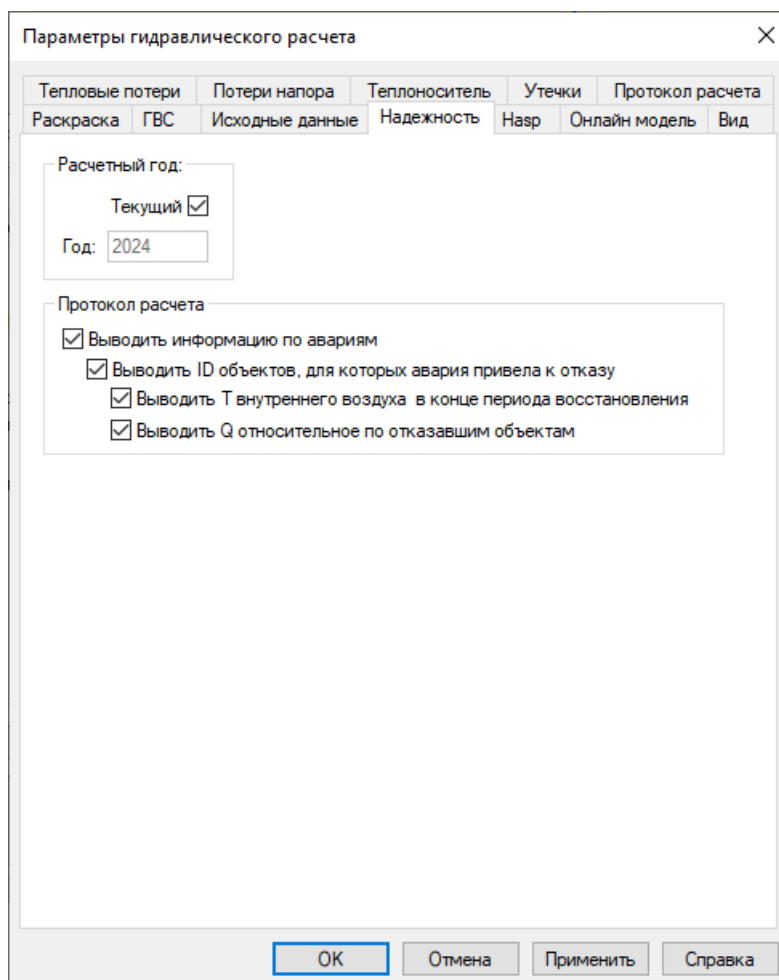 Параметры гидравлического расчета
Тепловые потери Потери напора Теплоноситель Утечки Протокол расчета
Раскраска ГВС Исходные данные Надежность Hasp Онлайн модель Вид
Расчетный год:
Текущий
Год: 2024
Протокол расчета
Выводить информацию по авариям
Выводить ID объектов, для которых авария привела к отказу
Выводить Т внутреннего воздуха в конце периода восстановления
Выводить Q относительное по отказавшим объектам
OK Отмена Применить Справка